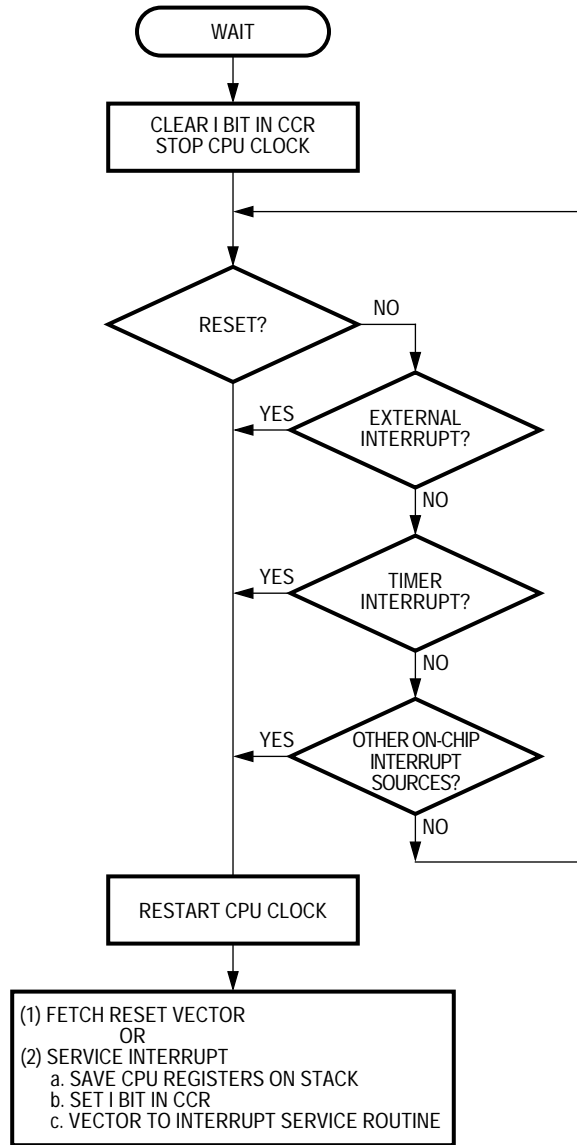 WAIT
CLEAR I BIT IN CCR
STOP CPU CLOCK
RESET?
NO
YES
EXTERNAL
INTERRUPT?
NO
YES
TIMER
INTERRUPT?
NO
YES
OTHER ON-CHIP
INTERRUPT
SOURCES?
NO
RESTART CPU CLOCK
(1) FETCH RESET VECTOR
OR
(2) SERVICE INTERRUPT
a. SAVE CPU REGISTERS ON STACK
b. SET I BIT IN CCR
c. VECTOR TO INTERRUPT SERVICE ROUTINE